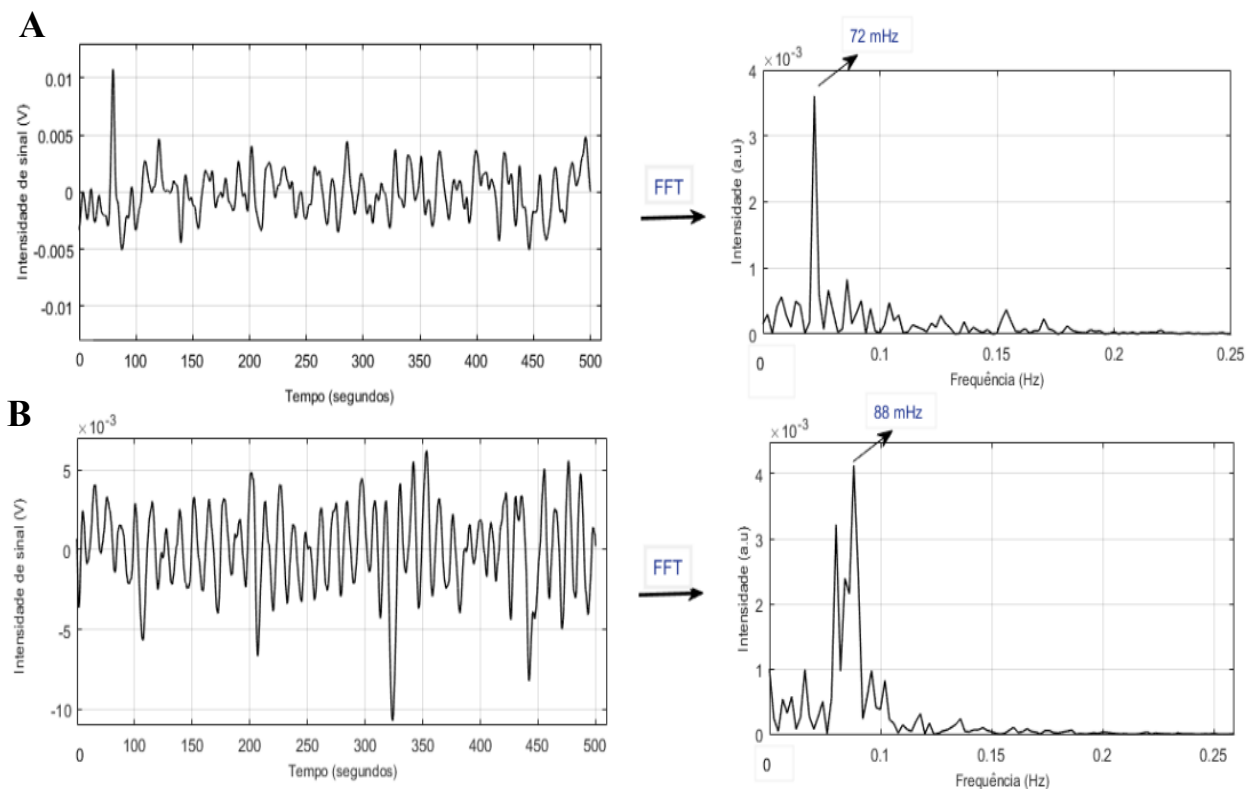 A
Intensidade de sinal (V)
0.01
0.005
0
-0.005
-0.01
0 100 150 200 250 300 350 400 450 500
Tempo (segundos)
FFT
72 mHz
×10⁻³
Intensidade (a.u)
4
3
2
1
0
0 0.1 0.15 0.2 0.25
Frequência (Hz)
B
×10⁻³
Intensidade de sinal (V)
5
0
-5
-10
0 100 150 200 250 300 350 400 450 500
Tempo (segundos)
FFT
88 mHz
×10⁻³
Intensidade (a.u)
4
3
2
1
0
0 0.1 0.15 0.2 0.25
Frequência (Hz)